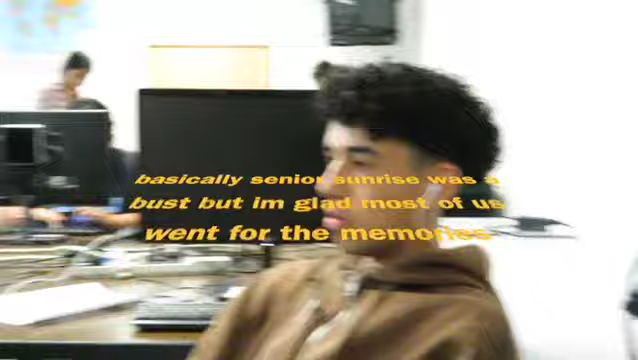 basically senior sunrise was a
bust but im glad most of us
went for the memories